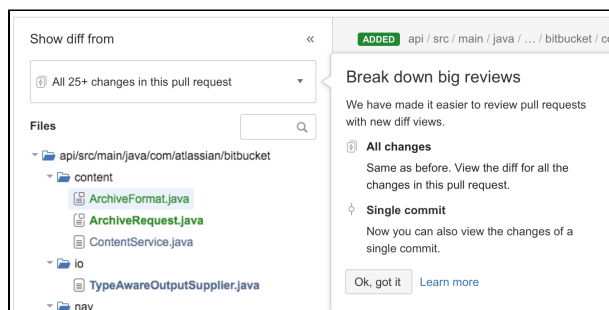 Show diff from «
All 25+ changes in this pull request
Files
api/src/main/java/com/atlassian/bitbucket
content
ArchiveFormat.java
ArchiveRequest.java
ContentService.java
io
TypeAwareOutputSupplier.java
nav
ADDED api / src / main / java / … / bitbucket / co
Break down big reviews
We have made it easier to review pull requests
with new diff views.
All changes
Same as before. View the diff for all the
changes in this pull request.
Single commit
Now you can also view the changes of a
single commit.
Ok, got it Learn more